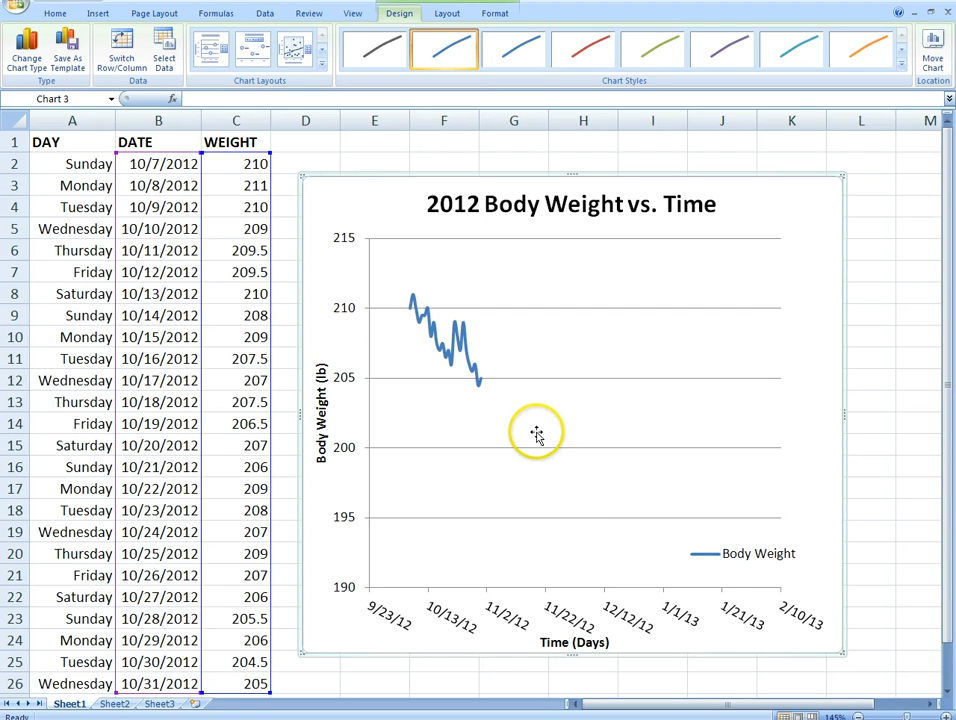 Home Insert Page Layout Formulas Data Review View Design Layout Format
Change Chart Type Save As Template Switch Row/Column Select Data Move Chart
Type Data Chart Layouts Chart Styles Location
Chart 3 fx
A B C D E F G H I J K L M
1 DAY DATE WEIGHT
2 Sunday 10/7/2012 210
3 Monday 10/8/2012 211
4 Tuesday 10/9/2012 210
5 Wednesday 10/10/2012 209
6 Thursday 10/11/2012 209.5
7 Friday 10/12/2012 209.5
8 Saturday 10/13/2012 210
9 Sunday 10/14/2012 208
10 Monday 10/15/2012 209
11 Tuesday 10/16/2012 207.5
12 Wednesday 10/17/2012 207
13 Thursday 10/18/2012 207.5
14 Friday 10/19/2012 206.5
15 Saturday 10/20/2012 207
16 Sunday 10/21/2012 206
17 Monday 10/22/2012 209
18 Tuesday 10/23/2012 208
19 Wednesday 10/24/2012 207
20 Thursday 10/25/2012 209
21 Friday 10/26/2012 207
22 Saturday 10/27/2012 206
23 Sunday 10/28/2012 205.5
24 Monday 10/29/2012 206
25 Tuesday 10/30/2012 204.5
26 Wednesday 10/31/2012 205
2012 Body Weight vs. Time
215
210
205
200
195
190
Body Weight (lb)
Body Weight
9/23/12 10/13/12 11/2/12 11/22/12 12/12/12 1/1/13 1/21/13 2/10/13
Time (Days)
Sheet1 Sheet2 Sheet3
Ready 145%